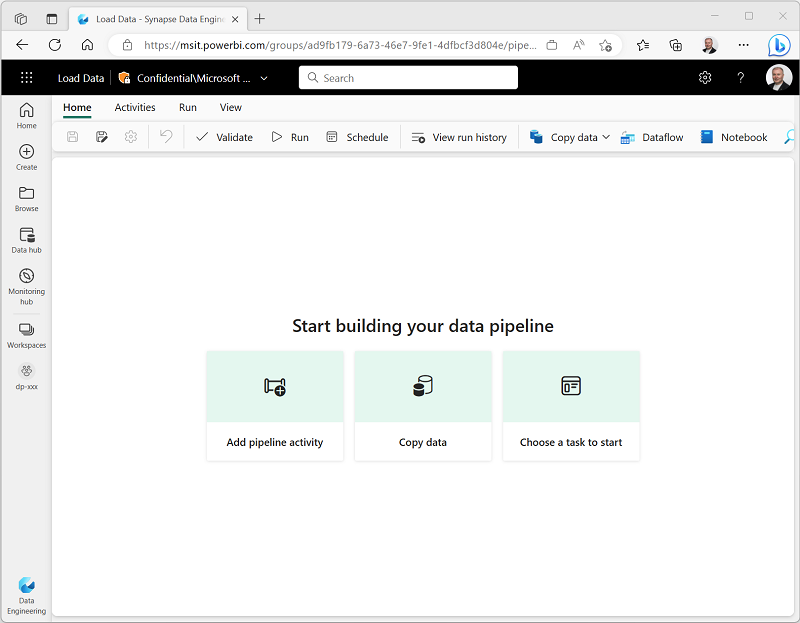 Load Data - Synapse Data Engine
https://msit.powerbi.com/groups/ad9fb179-6a73-46e7-9fe1-4dfbcf3d804e/pipe...
Load Data
Confidential\Microsoft ...
Search
?
Home
Activities
Run
View
Validate
Run
Schedule
View run history
Copy data
Dataflow
Notebook
Home
Create
Browse
Data hub
Monitoring
hub
Workspaces
dp-xxx
Start building your data pipeline
Add pipeline activity
Copy data
Choose a task to start
Data
Engineering